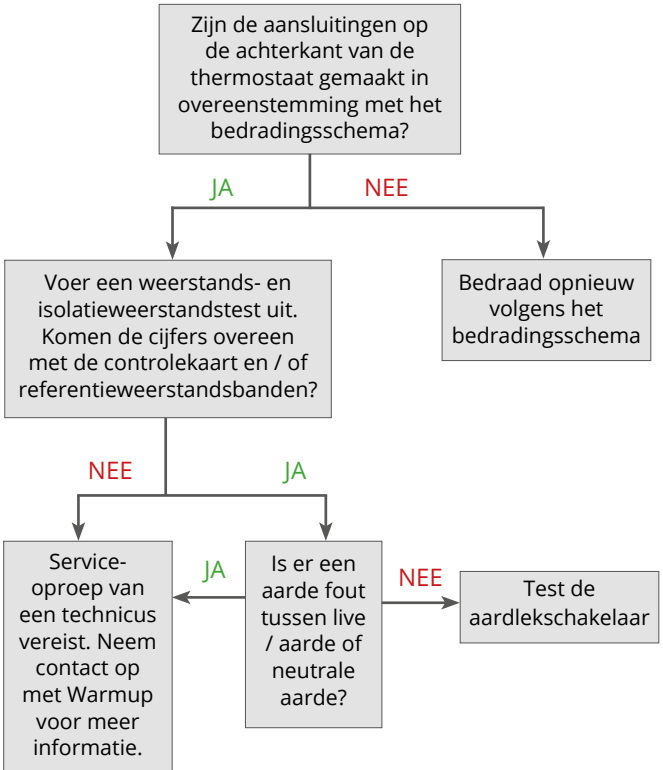 Zijn de aansluitingen op
de achterkant van de
thermostaat gemaakt in
overeenstemming met het
bedradingsschema?
JA
NEE
Voer een weerstands- en
isolatieweerstandstest uit.
Komen de cijfers overeen
met de controlekaart en / of
referentieweerstandsbanden?
Bedraad opnieuw
volgens het
bedradingsschema
NEE
JA
Service-
oproep van
een technicus
vereist. Neem
contact op
met Warmup
voor meer
informatie.
JA
Is er een
aarde fout
tussen live
/ aarde of
neutrale
aarde?
NEE
Test de
aardlekschakelaar